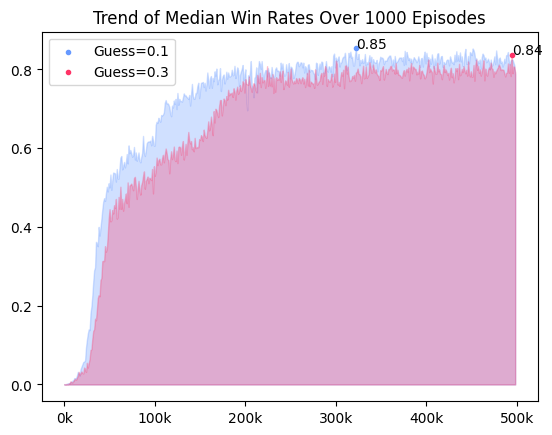 Trend of Median Win Rates Over 1000 Episodes
Guess=0.1
Guess=0.3
0.85
0.84
0.8
0.6
0.4
0.2
0.0
0k
100k
200k
300k
400k
500k